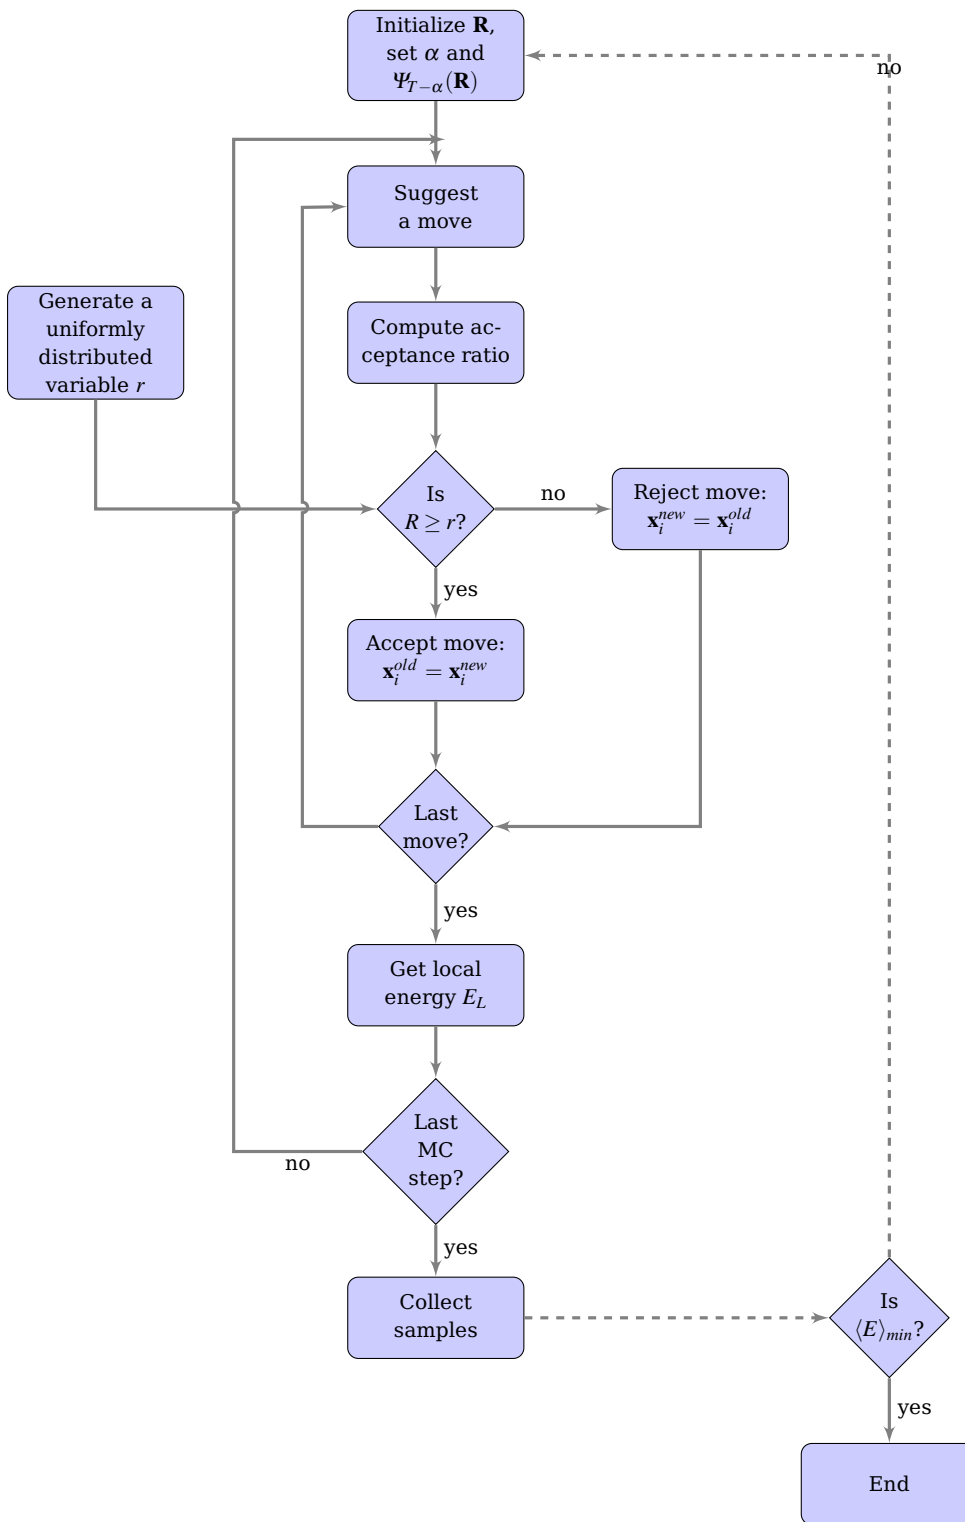 Initialize R,
set α and
Ψ_{T−α}(R)
no
Suggest
a move
Generate a
uniformly
distributed
variable r
Compute ac-
ceptance ratio
Is
R ≥ r?
no
Reject move:
x_i^{new} = x_i^{old}
yes
Accept move:
x_i^{old} = x_i^{new}
Last
move?
yes
Get local
energy E_L
Last
MC
step?
no
yes
Collect
samples
Is
⟨E⟩_{min}?
yes
End